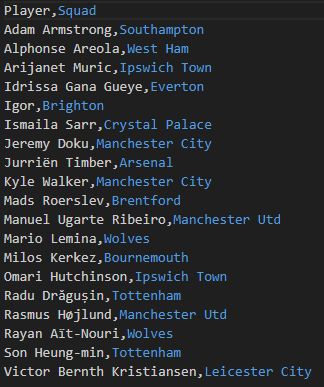 Player,Squad
Adam Armstrong,Southampton
Alphonse Areola,West Ham
Arijanet Muric,Ipswich Town
Idrissa Gana Gueye,Everton
Igor,Brighton
Ismaila Sarr,Crystal Palace
Jeremy Doku,Manchester City
Jurriën Timber,Arsenal
Kyle Walker,Manchester City
Mads Roerslev,Brentford
Manuel Ugarte Ribeiro,Manchester Utd
Mario Lemina,Wolves
Milos Kerkez,Bournemouth
Omari Hutchinson,Ipswich Town
Radu Drăgușin,Tottenham
Rasmus Højlund,Manchester Utd
Rayan Aït-Nouri,Wolves
Son Heung-min,Tottenham
Victor Bernth Kristiansen,Leicester City